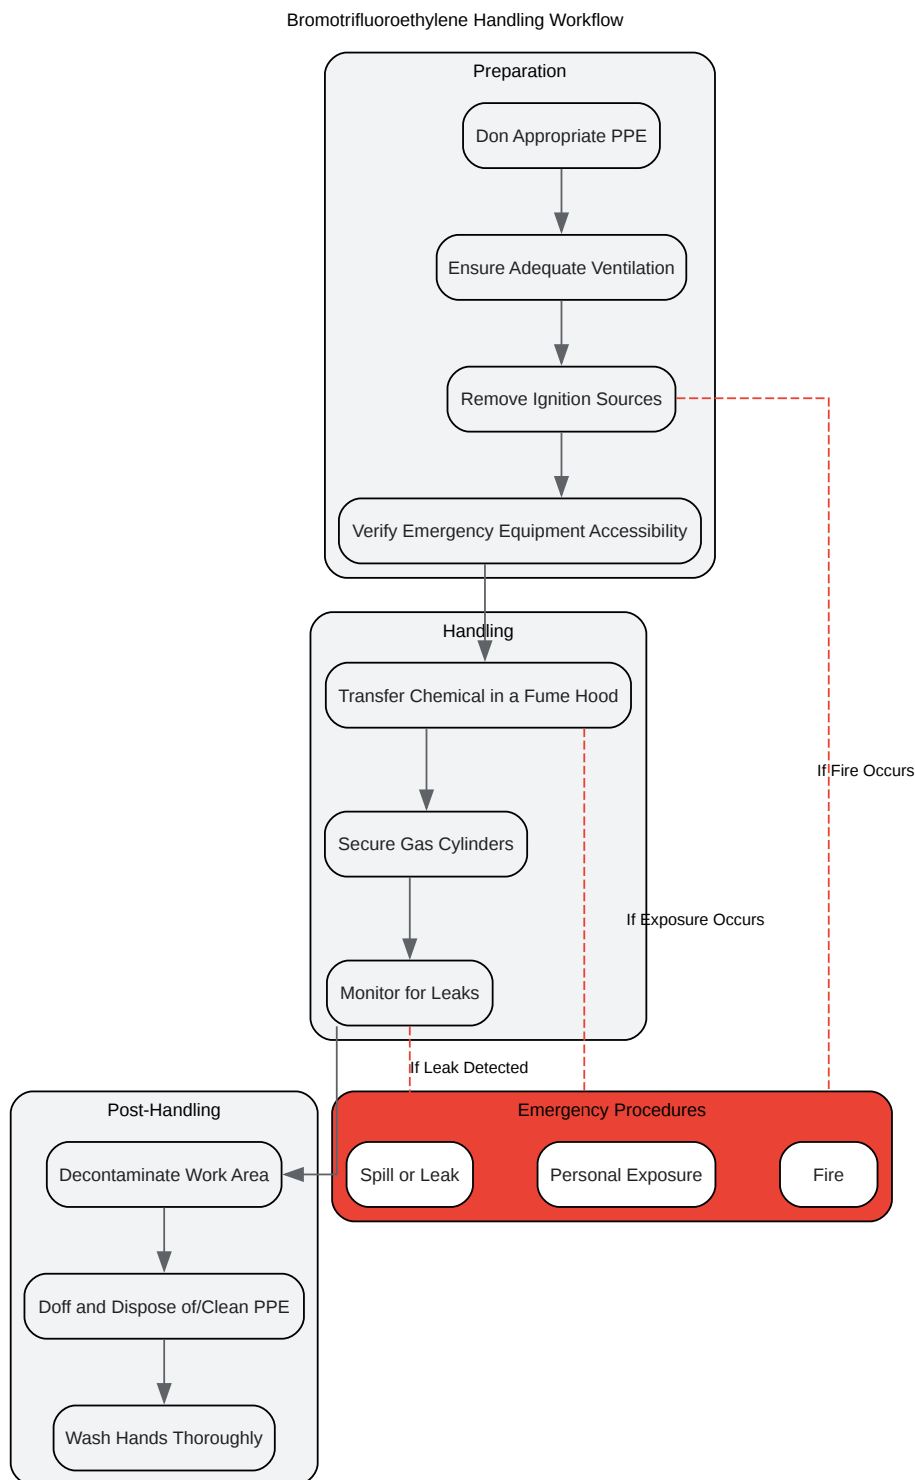 Bromotrifluoroethylene Handling Workflow
Preparation
Don Appropriate PPE
Ensure Adequate Ventilation
Remove Ignition Sources
Verify Emergency Equipment Accessibility
Handling
Transfer Chemical in a Fume Hood
If Fire Occurs
Secure Gas Cylinders
If Exposure Occurs
Monitor for Leaks
If Leak Detected
Post-Handling
Emergency Procedures
Decontaminate Work Area
Spill or Leak
Personal Exposure
Fire
Doff and Dispose of/Clean PPE
Wash Hands Thoroughly